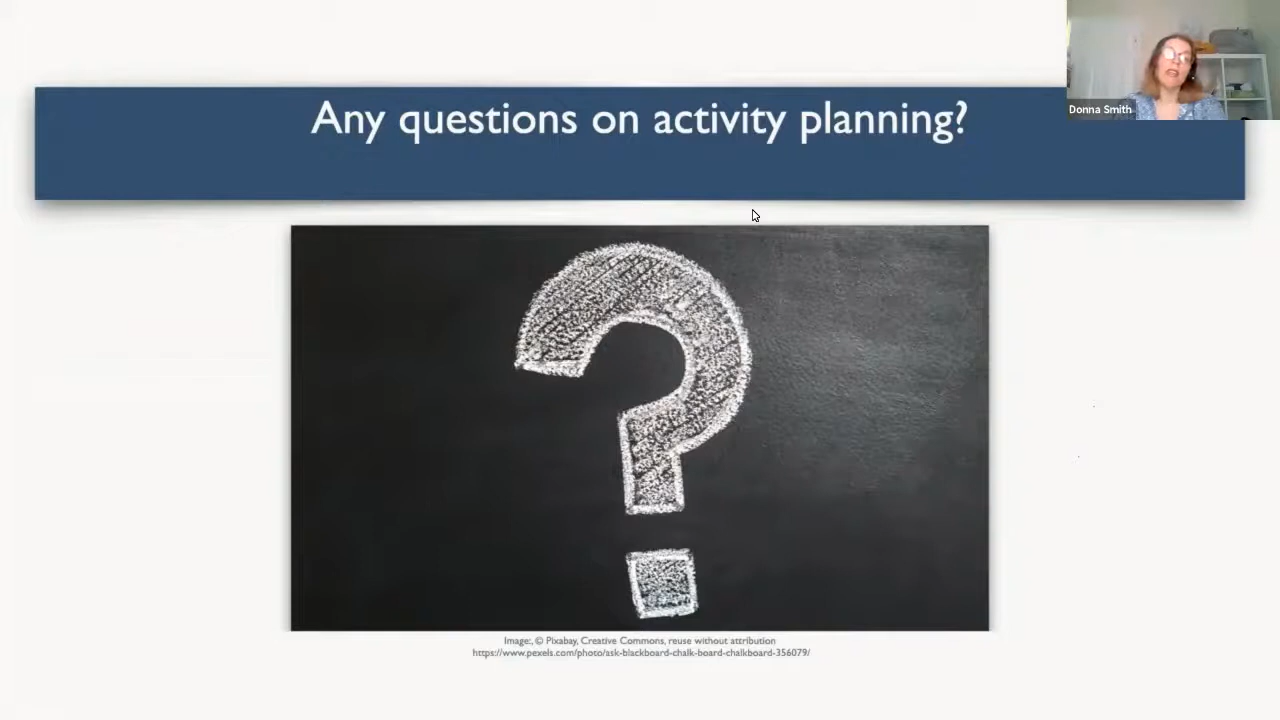 Any questions on activity planning?
Donna Smith
Image:, © Pixabay, Creative Commons, reuse without attribution
https://www.pexels.com/photo/ask-blackboard-chalk-board-chalkboard-356079/